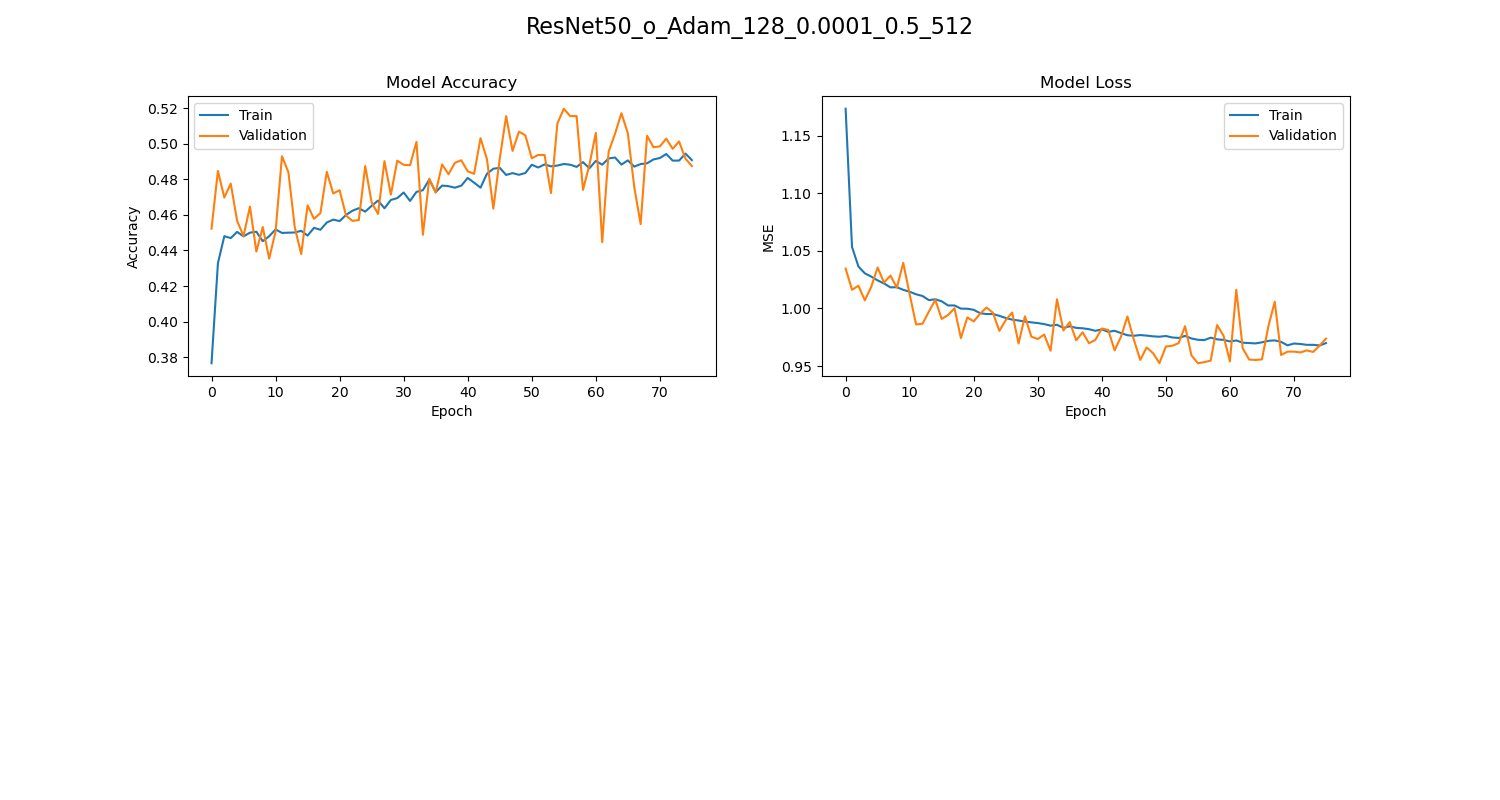 ResNet50_o_Adam_128_0.0001_0.5_512
Model Accuracy
Train
Validation
0.52
0.50
0.48
0.46
0.44
0.42
0.40
0.38
Accuracy
0
10
20
30
40
50
60
70
Epoch
Model Loss
Train
Validation
1.15
1.10
1.05
1.00
0.95
MSE
0
10
20
30
40
50
60
70
Epoch